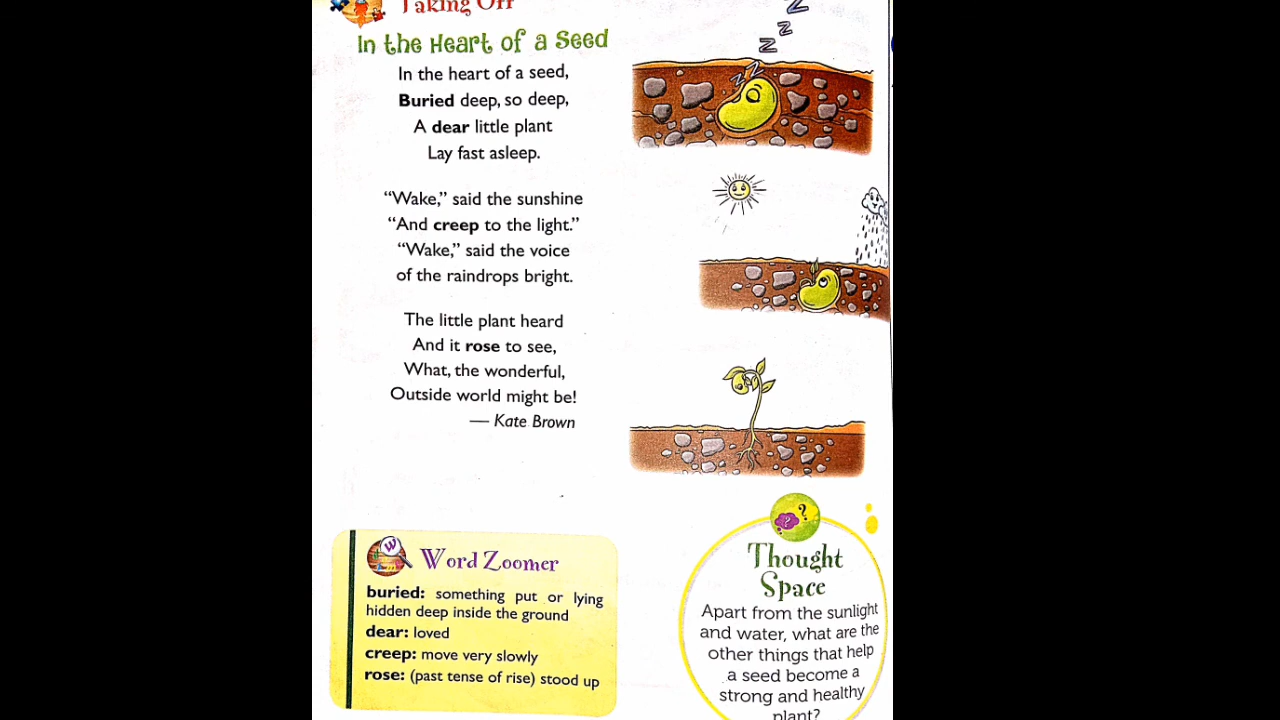 Taking Off
In the Heart of a Seed
In the heart of a seed,
Buried deep, so deep,
A dear little plant
Lay fast asleep.
“Wake,” said the sunshine
“And creep to the light.”
“Wake,” said the voice
of the raindrops bright.
The little plant heard
And it rose to see,
What, the wonderful,
Outside world might be!
— Kate Brown
Z
Z
Z
Z Z
W
Word Zoomer
buried: something put or lying
hidden deep inside the ground
dear: loved
creep: move very slowly
rose: (past tense of rise) stood up
? ?
Thought
Space
Apart from the sunlight
and water, what are the
other things that help
a seed become a
strong and healthy
plant?